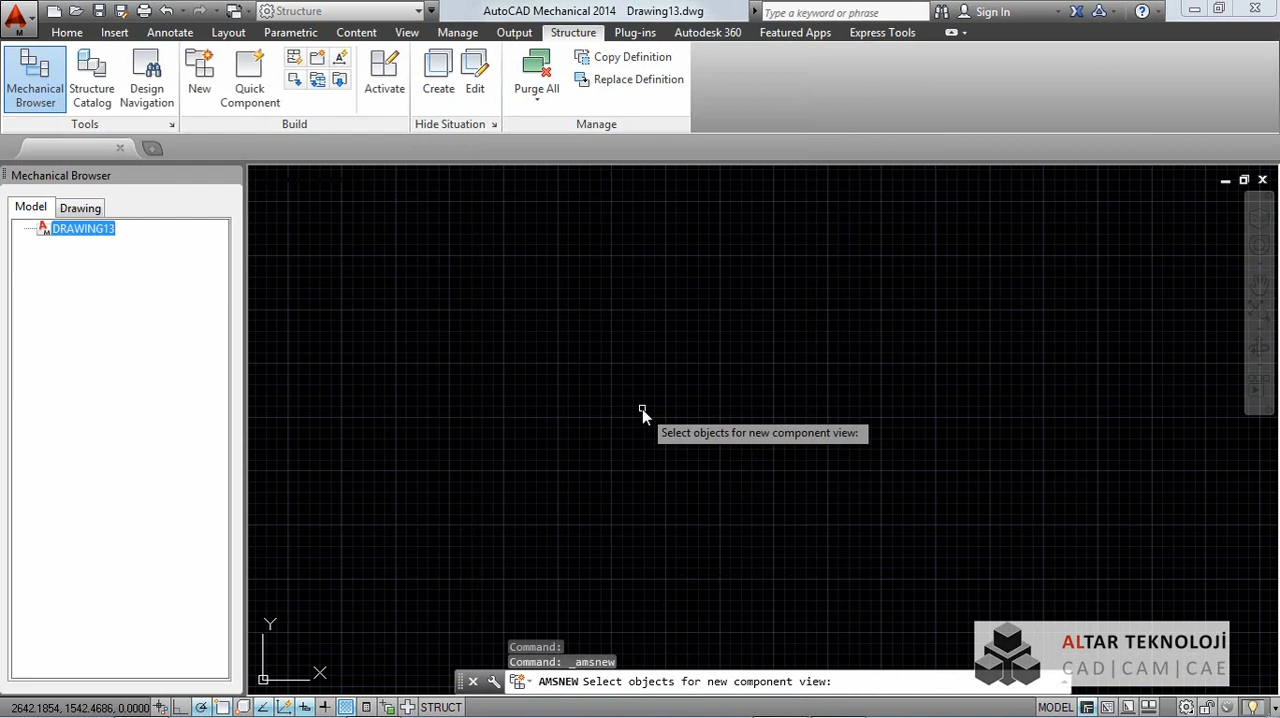 Structure
AutoCAD Mechanical 2014 Drawing13.dwg
Type a keyword or phrase
Sign In
Home Insert Annotate Layout Parametric Content View Manage Output Structure Plug-ins Autodesk 360 Featured Apps Express Tools
Mechanical Browser
Structure Catalog
Design Navigation
New
Quick Component
Activate
Create
Edit
Purge All
Copy Definition
Replace Definition
Tools
Build
Hide Situation
Manage
Mechanical Browser
Model
Drawing
DRAWING13
Select objects for new component view:
Y
X
ALTAR TEKNOLOJİ
CAD|CAM|CAE
Command:
Command: _amsnew
AMSNEW Select objects for new component view:
2642.1854, 1542.4686, 0.0000
STRUCT
MODEL